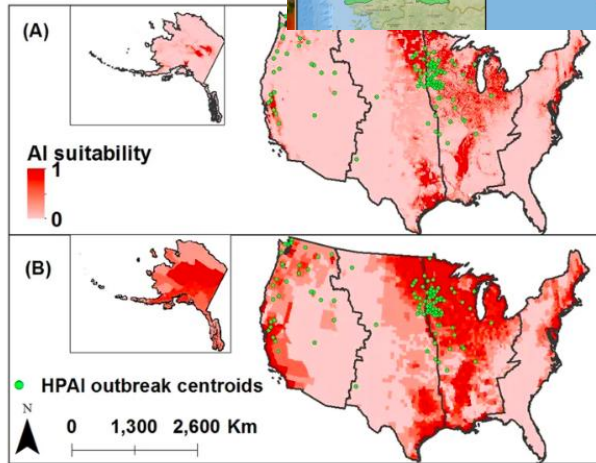 (A)
AI suitability
1
0
(B)
HPAI outbreak centroids
N
0 1,300 2,600 Km